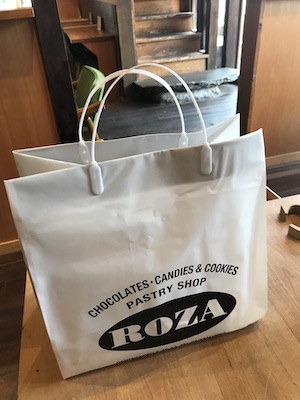 CHOCOLATES · CANDIES & COOKIES
PASTRY SHOP
ROZA